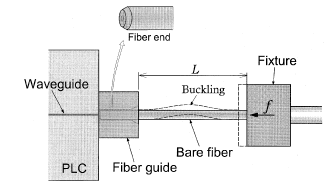 Fiber end
Fixture
L
Waveguide
Buckling
f
PLC
Fiber guide
Bare fiber